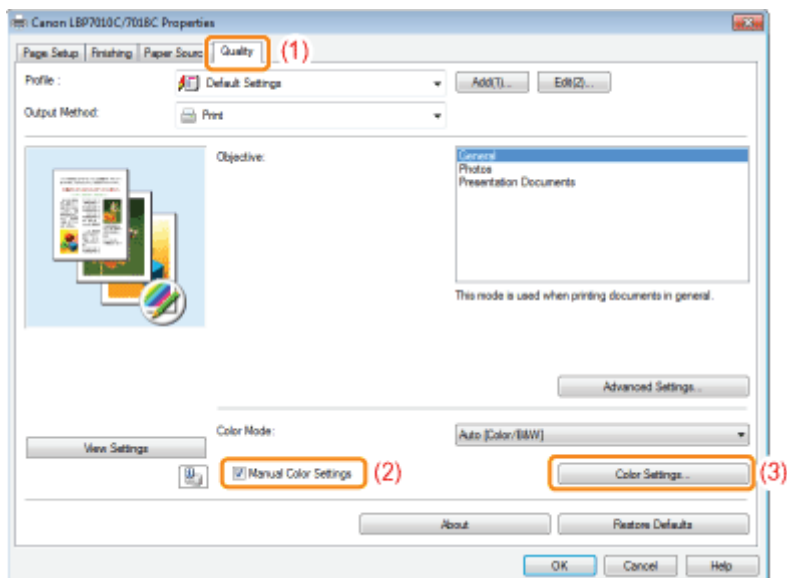 Canon LBP7010C/7018C Properties
Page Setup Finishing Paper Source Quality (1)
Profile : Default Settings Add(1)... Edit(2)...
Output Method: Print
Objective: General
Photos
Presentation Documents
This mode is used when printing documents in general.
Advanced Settings...
Color Mode: Auto [Color/B&W]
View Settings
Manual Color Settings (2) Color Settings... (3)
About Restore Defaults
OK Cancel Help